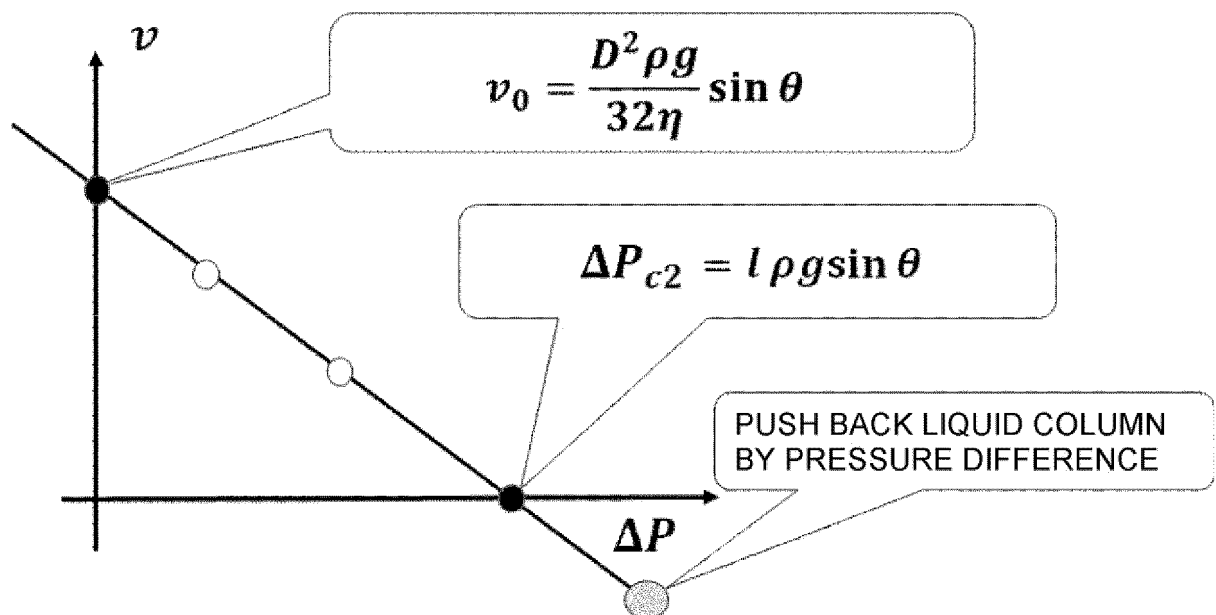 v
v₀ = D²ρg / 32η sin θ
ΔP_c2 = l ρg sin θ
PUSH BACK LIQUID COLUMN
BY PRESSURE DIFFERENCE
ΔP